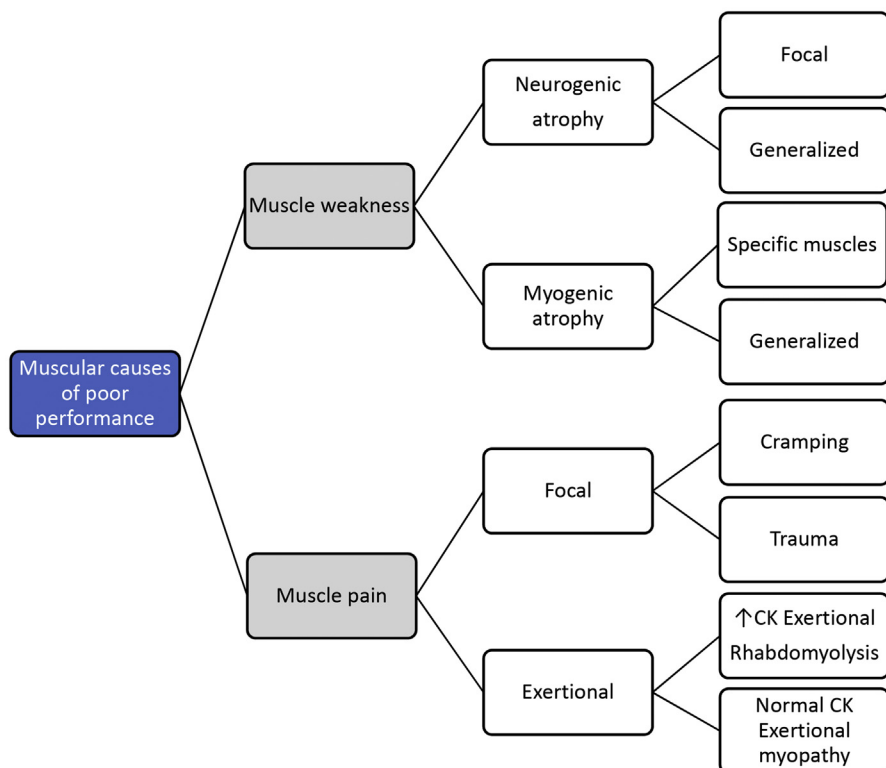 Muscular causes
of poor
performance
Muscle weakness
Neurogenic
atrophy
Focal
Generalized
Myogenic
atrophy
Specific muscles
Generalized
Muscle pain
Focal
Cramping
Trauma
Exertional
↑CK Exertional
Rhabdomyolysis
Normal CK
Exertional
myopathy